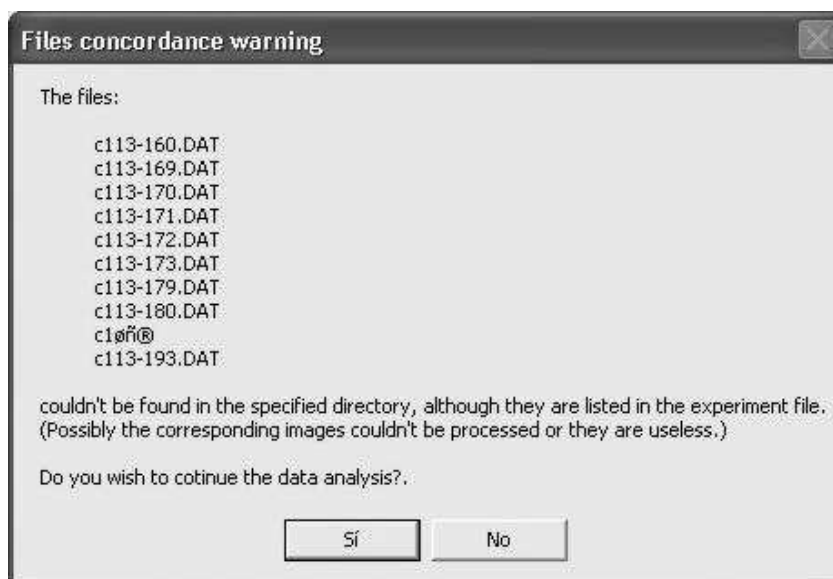 Files concordance warning
The files:
c113-160.DAT
c113-169.DAT
c113-170.DAT
c113-171.DAT
c113-172.DAT
c113-173.DAT
c113-179.DAT
c113-180.DAT
c1øñ®
c113-193.DAT
couldn't be found in the specified directory, although they are listed in the experiment file.
(Possibly the corresponding images couldn't be processed or they are useless.)
Do you wish to cotinue the data analysis?.
Sí No